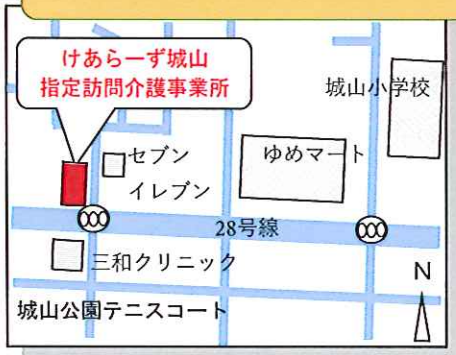 けあらーず城山
指定訪問介護事業所
城山小学校
セブン
イレブン
ゆめマート
28号線
三和クリニック
N
城山公園テニスコート